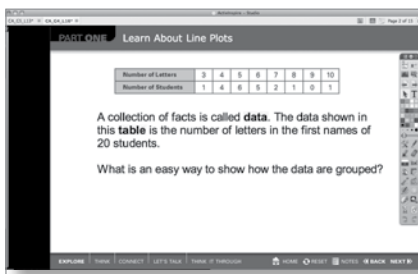 PART ONE Learn About Line Plots
Number of Letters 3 4 5 6 7 8 9 10
Number of Students 1 4 6 5 2 1 0 1
A collection of facts is called data. The data shown in
this table is the number of letters in the first names of
20 students.
What is an easy way to show how the data are grouped?
EXPLORE THINK CONNECT LET'S TALK THINK IT THROUGH HOME RESET NOTES BACK NEXT